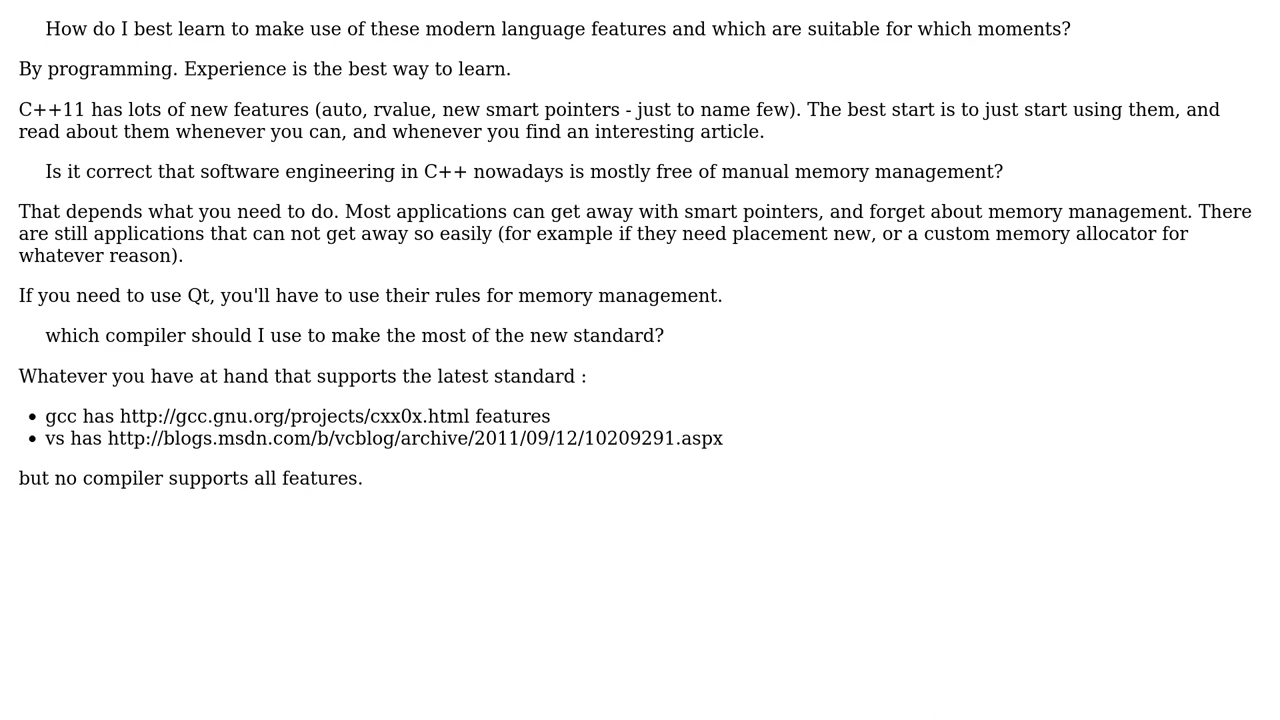 How do I best learn to make use of these modern language features and which are suitable for which moments?
By programming. Experience is the best way to learn.
C++11 has lots of new features (auto, rvalue, new smart pointers - just to name few). The best start is to just start using them, and
read about them whenever you can, and whenever you find an interesting article.
Is it correct that software engineering in C++ nowadays is mostly free of manual memory management?
That depends what you need to do. Most applications can get away with smart pointers, and forget about memory management. There
are still applications that can not get away so easily (for example if they need placement new, or a custom memory allocator for
whatever reason).
If you need to use Qt, you'll have to use their rules for memory management.
which compiler should I use to make the most of the new standard?
Whatever you have at hand that supports the latest standard :
• gcc has http://gcc.gnu.org/projects/cxx0x.html features
• vs has http://blogs.msdn.com/b/vcblog/archive/2011/09/12/10209291.aspx
but no compiler supports all features.